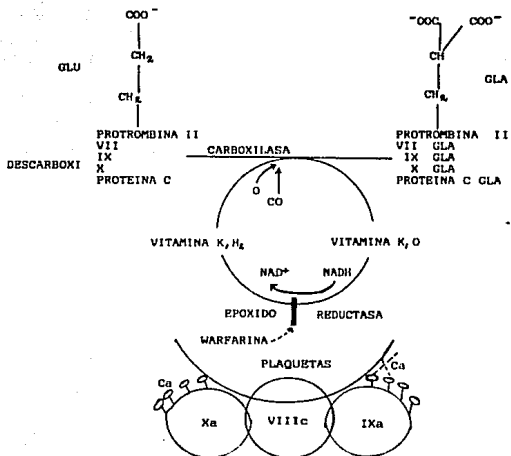 COO⁻
⁻OOC COO⁻
GLU
CH₂
CH
GLA
CH₂
CH₂
PROTROMBINA II
PROTROMBINA II
VII
VII GLA
CARBOXILASA
DESCARBOXI
IX
IX GLA
X
X GLA
PROTEINA C
PROTEINA C GLA
O
CO
VITAMINA K,H₂
VITAMINA K,O
NAD⁺
NADH
EPOXIDO
REDUCTASA
WARFARINA
PLAQUETAS
Ca
Ca
Xa
VIIIc
IXa